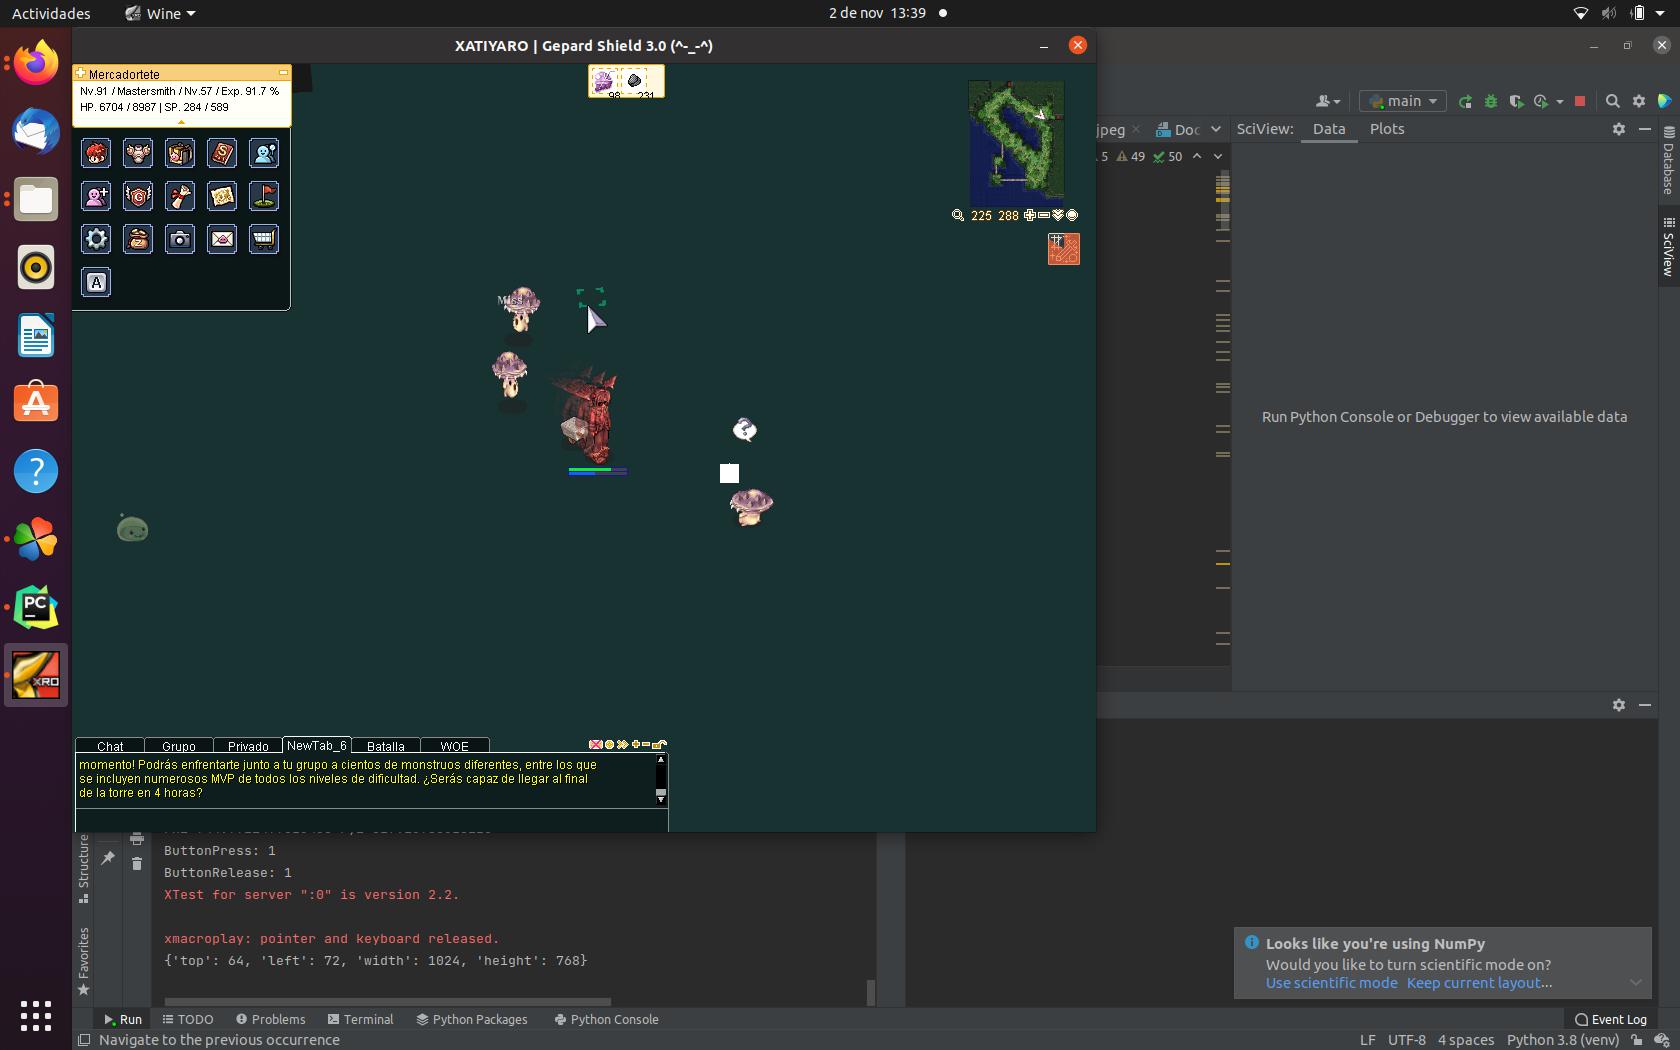 Actividades
Wine
2 de nov 13:39
XATIYARO | Gepard Shield 3.0 (^-_-^)
Mercadortete
Nv.91 / Mastersmith / Nv.57 / Exp. 91.7 %
HP. 6704 / 8987 | SP. 284 / 589
98 231
225 288
Miss
A
Chat Grupo Privado NewTab_6 Batalla WOE
momento! Podrás enfrentarte junto a tu grupo a cientos de monstruos diferentes, entre los que
se incluyen numerosos MVP de todos los niveles de dificultad. ¿Serás capaz de llegar al final
de la torre en 4 horas?
main
jpeg Doc
SciView: Data Plots
5 49 50
Database
SciView
Run Python Console or Debugger to view available data
ButtonPress: 1
ButtonRelease: 1
XTest for server ":0" is version 2.2.
xmacroplay: pointer and keyboard released.
{'top': 64, 'left': 72, 'width': 1024, 'height': 768}
Structure
Favorites
Looks like you're using NumPy
Would you like to turn scientific mode on?
Use scientific mode Keep current layout...
Run TODO Problems Terminal Python Packages Python Console Event Log
Navigate to the previous occurrence
LF UTF-8 4 spaces Python 3.8 (venv)
PC
XRO